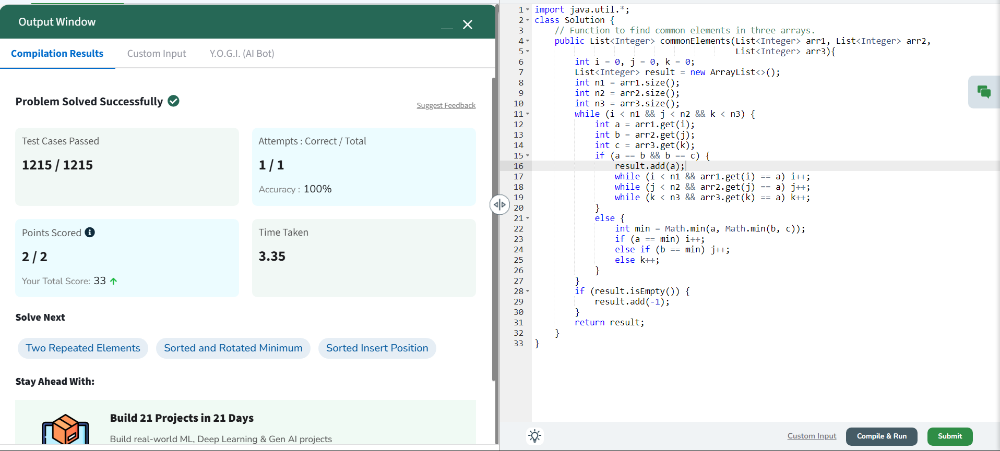 Output Window
Compilation Results
Custom Input
Y.O.G.I. (AI Bot)
Problem Solved Successfully
Suggest Feedback
Test Cases Passed
1215 / 1215
Attempts : Correct / Total
1 / 1
Accuracy : 100%
Points Scored
2 / 2
Your Total Score: 33
Time Taken
3.35
Solve Next
Two Repeated Elements
Sorted and Rotated Minimum
Sorted Insert Position
Stay Ahead With:
Build 21 Projects in 21 Days
Build real-world ML, Deep Learning & Gen AI projects
1 import java.util.*;
2 class Solution {
3     // Function to find common elements in three arrays.
4     public List<Integer> commonElements(List<Integer> arr1, List<Integer> arr2,
5                                         List<Integer> arr3){
6         int i = 0, j = 0, k = 0;
7         List<Integer> result = new ArrayList<>();
8         int n1 = arr1.size();
9         int n2 = arr2.size();
10         int n3 = arr3.size();
11         while (i < n1 && j < n2 && k < n3) {
12             int a = arr1.get(i);
13             int b = arr2.get(j);
14             int c = arr3.get(k);
15             if (a == b && b == c) {
16                 result.add(a);
17                 while (i < n1 && arr1.get(i) == a) i++;
18                 while (j < n2 && arr2.get(j) == a) j++;
19                 while (k < n3 && arr3.get(k) == a) k++;
20             }
21             else {
22                 int min = Math.min(a, Math.min(b, c));
23                 if (a == min) i++;
24                 else if (b == min) j++;
25                 else k++;
26             }
27         }
28         if (result.isEmpty()) {
29             result.add(-1);
30         }
31         return result;
32     }
33 }
Custom Input
Compile & Run
Submit